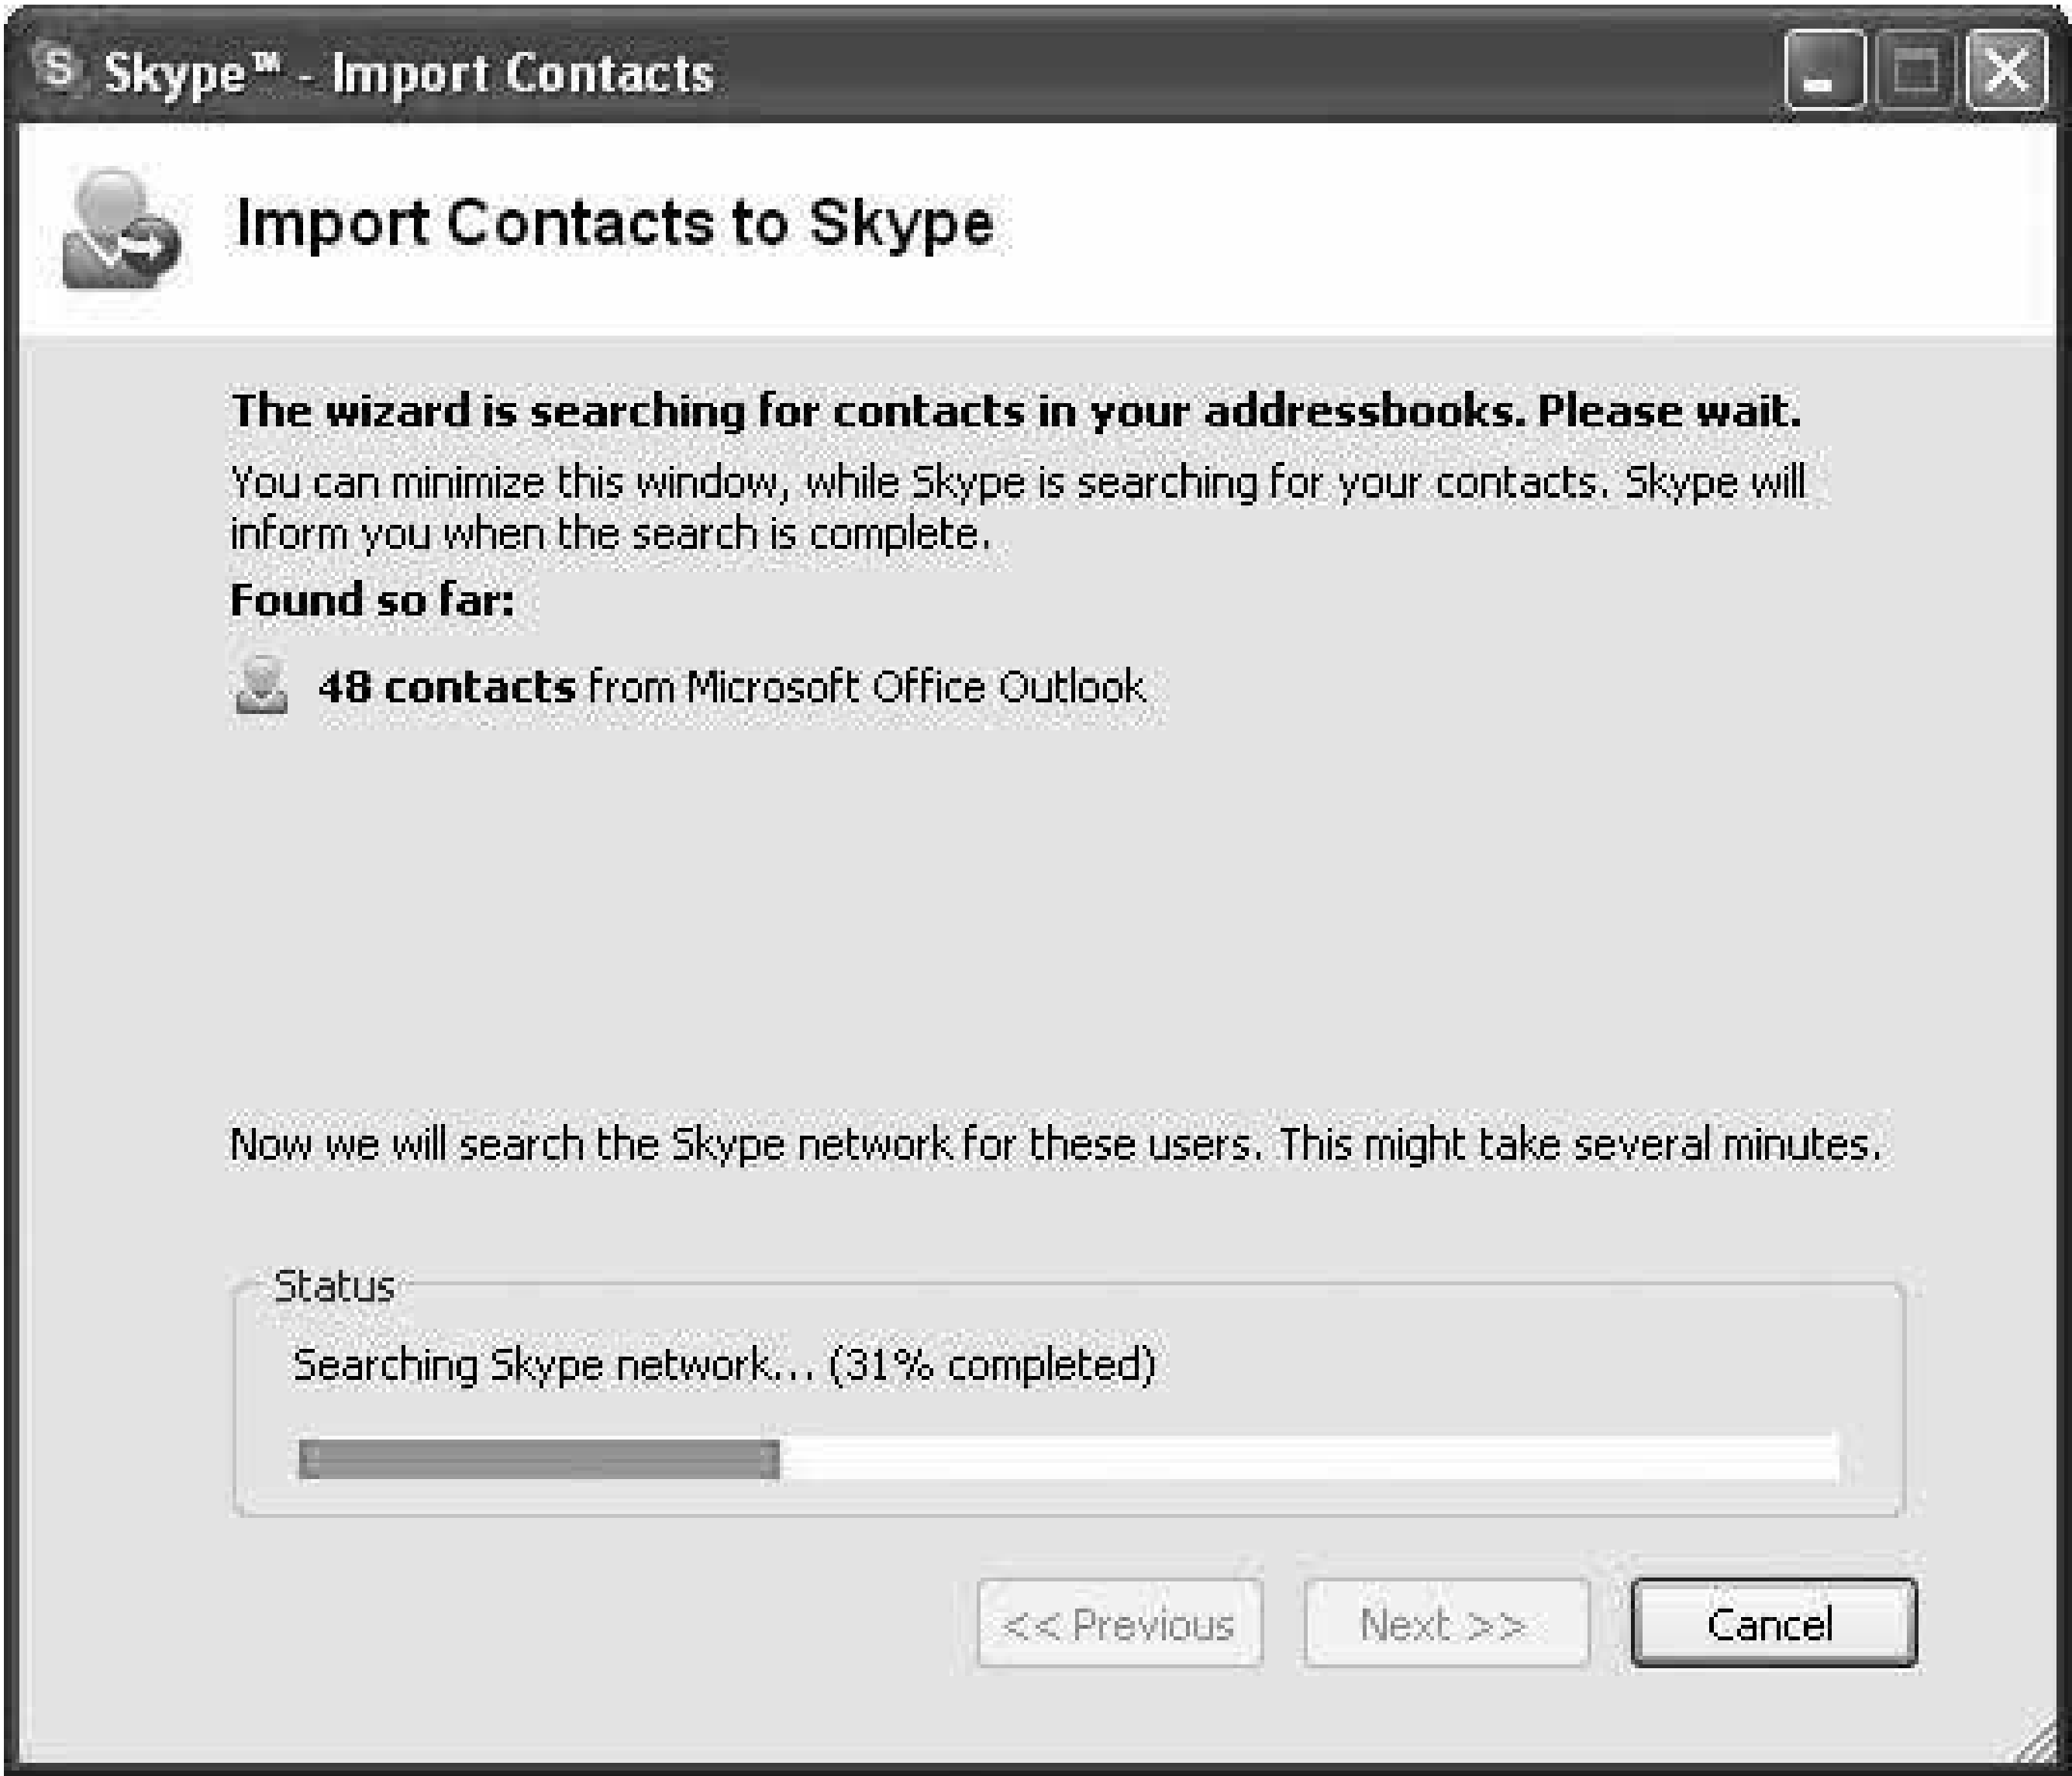 S Skype™ - Import Contacts
Import Contacts to Skype
The wizard is searching for contacts in your addressbooks. Please wait.
You can minimize this window, while Skype is searching for your contacts. Skype will
inform you when the search is complete.
Found so far:
48 contacts from Microsoft Office Outlook
Now we will search the Skype network for these users. This might take several minutes.
Status
Searching Skype network... (31% completed)
<< Previous Next >> Cancel